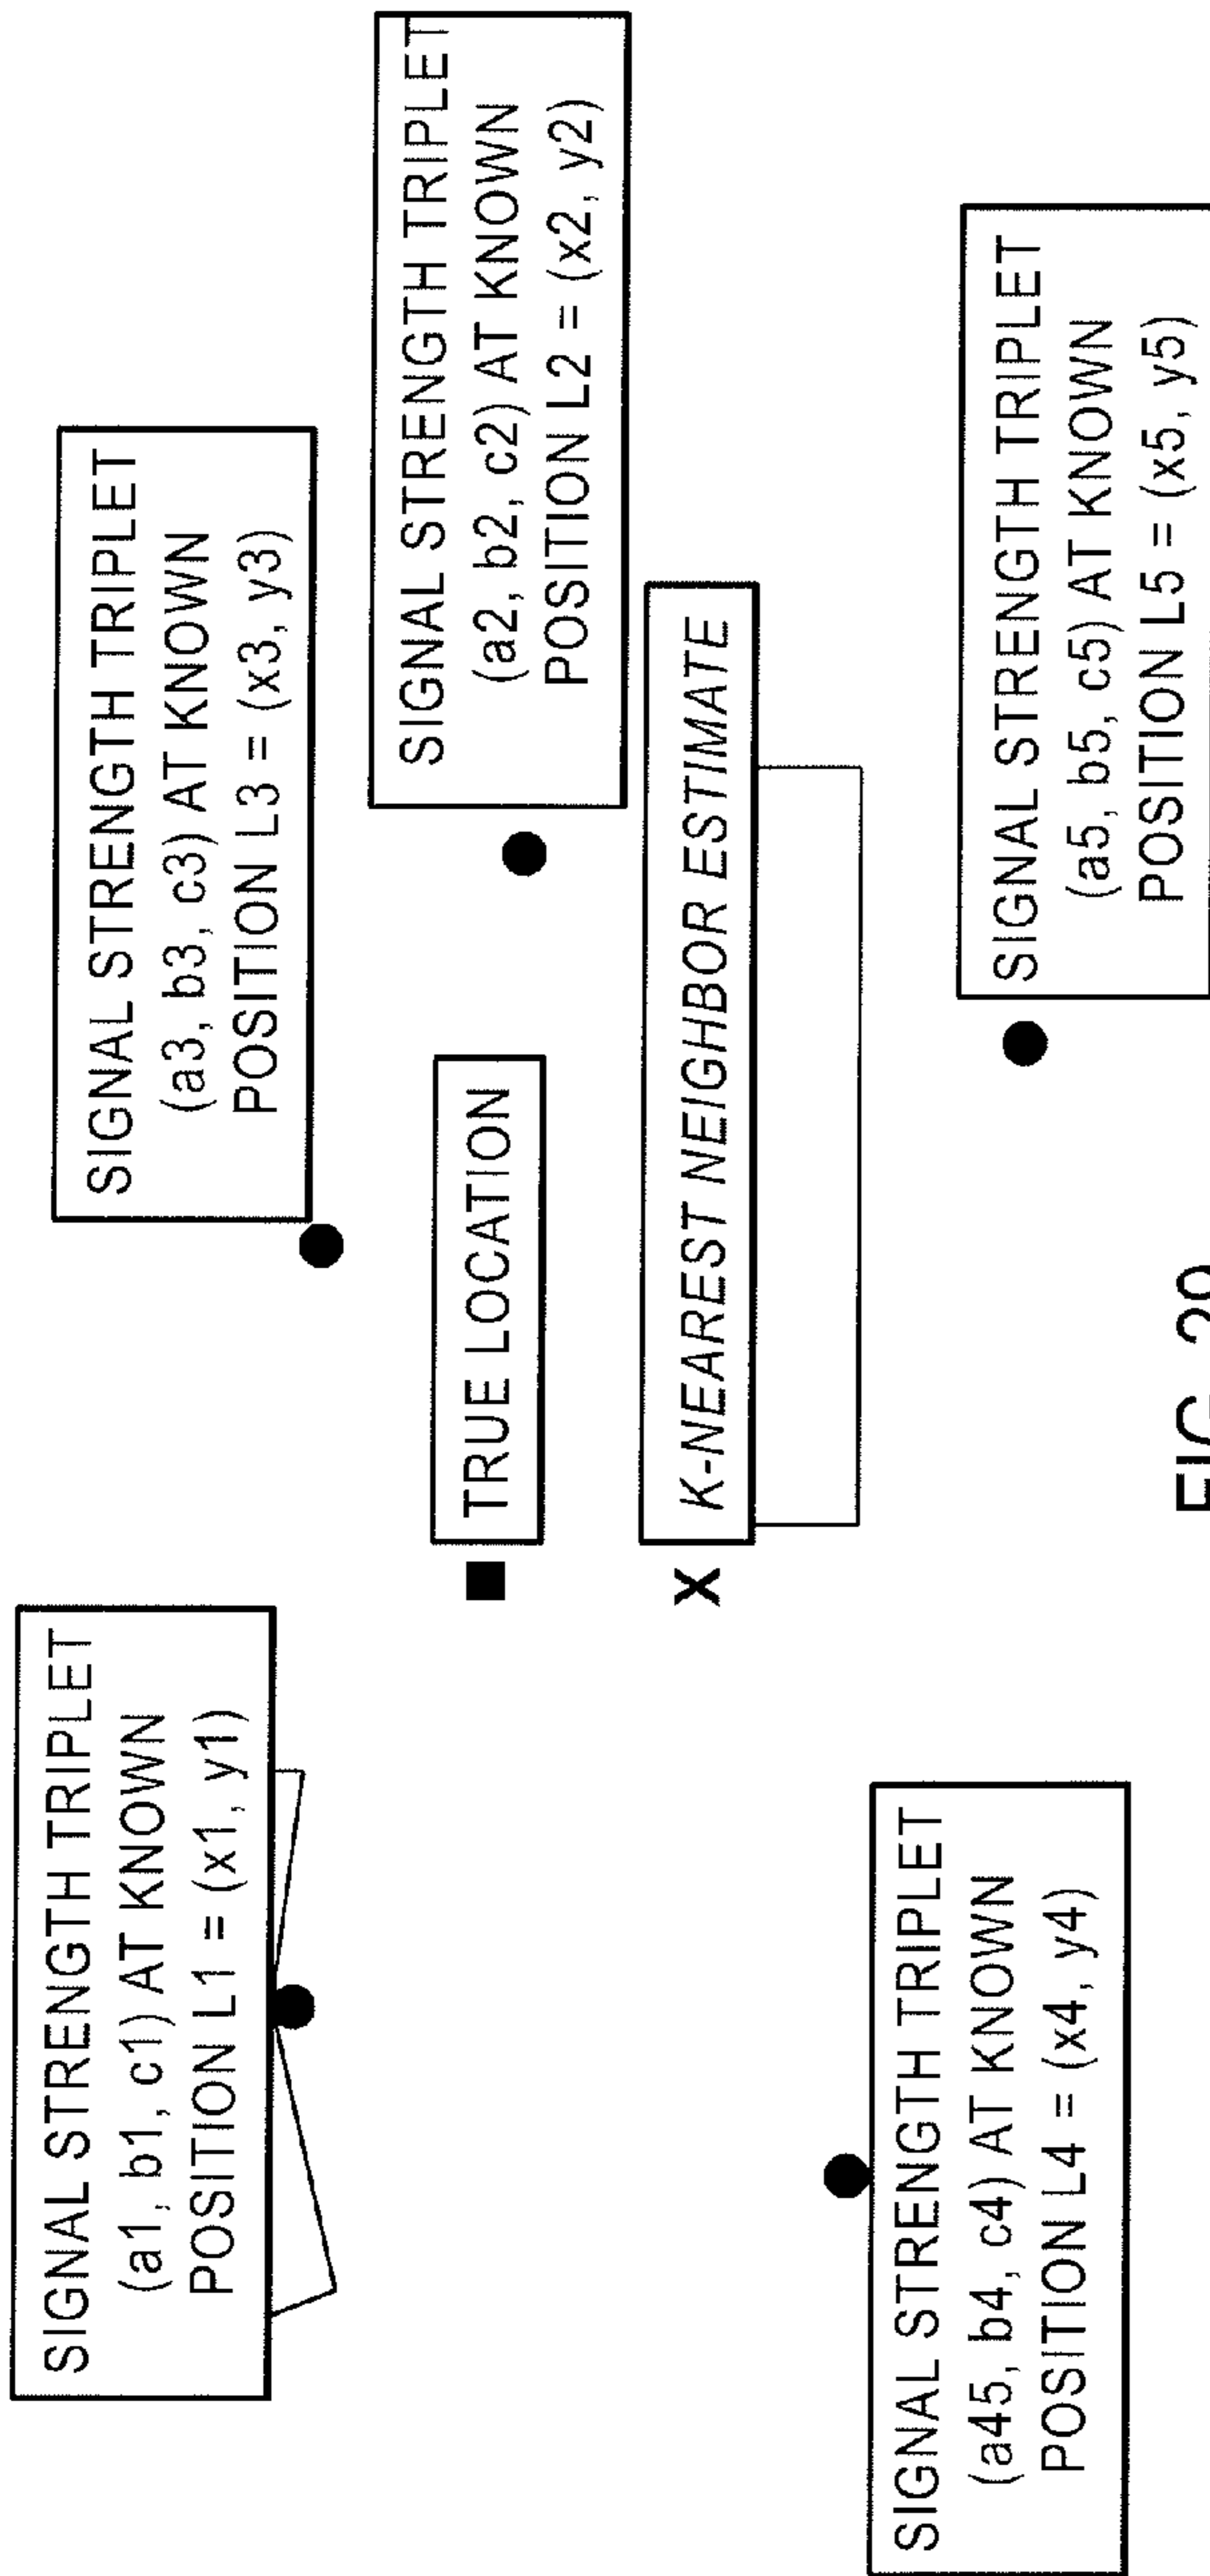 SIGNAL STRENGTH TRIPLET
(a1, b1, c1) AT KNOWN
POSITION L1 = (x1, y1)
SIGNAL STRENGTH TRIPLET
(a3, b3, c3) AT KNOWN
POSITION L3 = (x3, y3)
SIGNAL STRENGTH TRIPLET
(a2, b2, c2) AT KNOWN
POSITION L2 = (x2, y2)
TRUE LOCATION
X K-NEAREST NEIGHBOR ESTIMATE
SIGNAL STRENGTH TRIPLET
(a45, b4, c4) AT KNOWN
POSITION L4 = (x4, y4)
SIGNAL STRENGTH TRIPLET
(a5, b5, c5) AT KNOWN
POSITION L5 = (x5, y5)
FIG.